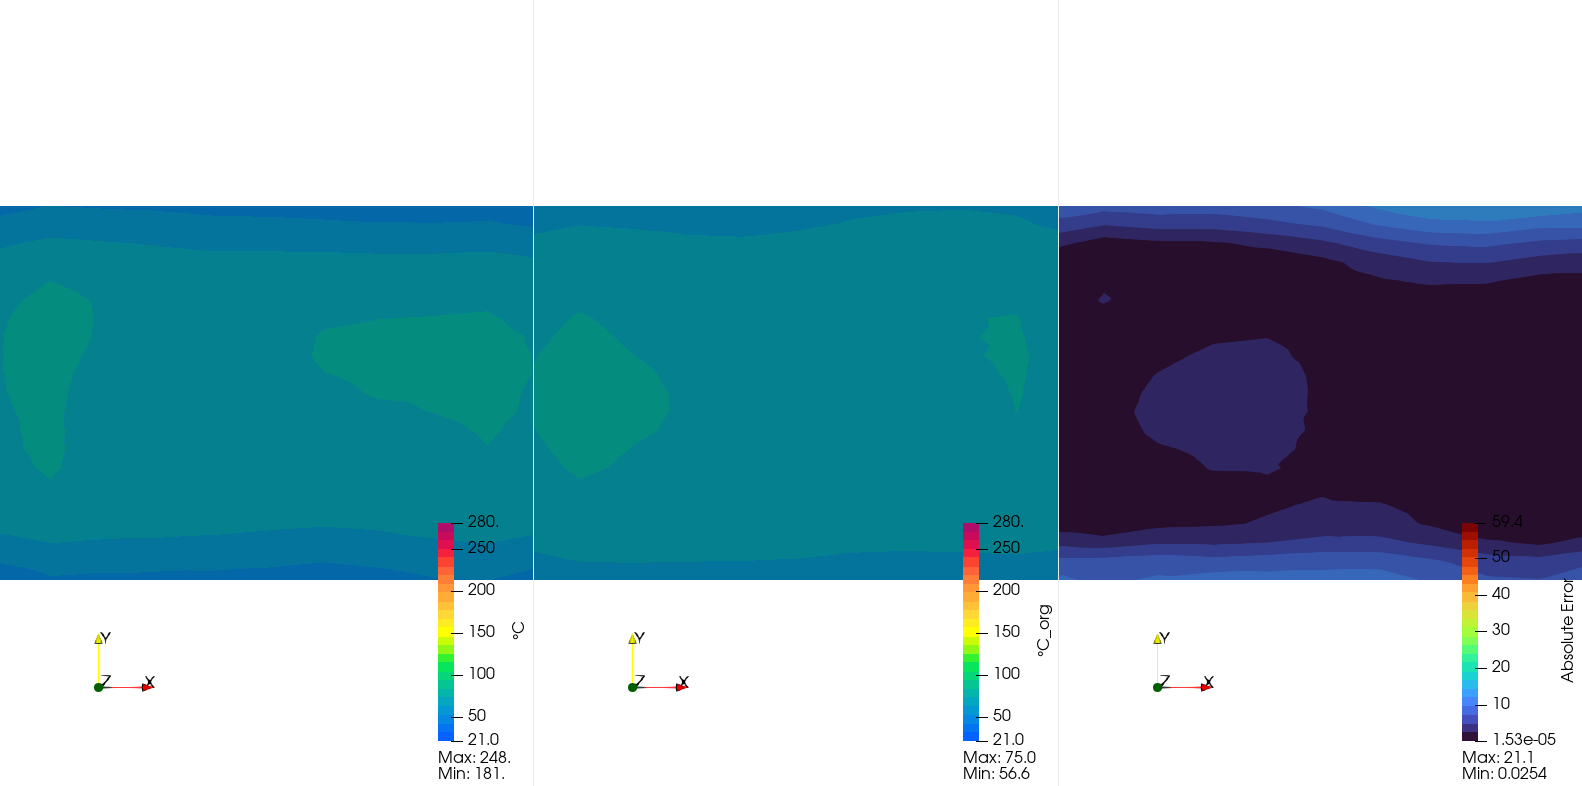 280.
250
200
150
100
50
21.0
°C
Max: 248.
Min: 181.
Y
Z
X
280.
250
200
150
100
50
21.0
°C_org
Max: 75.0
Min: 56.6
Y
Z
X
59.4
50
40
30
20
10
1.53e-05
Absolute Error
Max: 21.1
Min: 0.0254
Y
Z
X